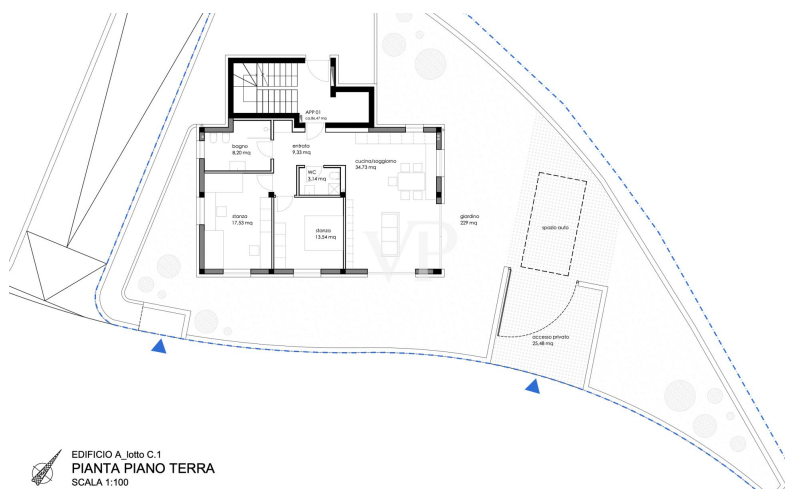 APP 01
bagno
8,20 mq
entrata
9,33 mq
cucina/soggiorno
34,73 mq
WC
3,14 mq
stanza
17,53 mq
stanza
13,54 mq
giardino
229 mq
spazio auto
accesso privato
25,48 mq
VP
EDIFICIO A_lotto C.1
PIANTA PIANO TERRA
SCALA 1:100